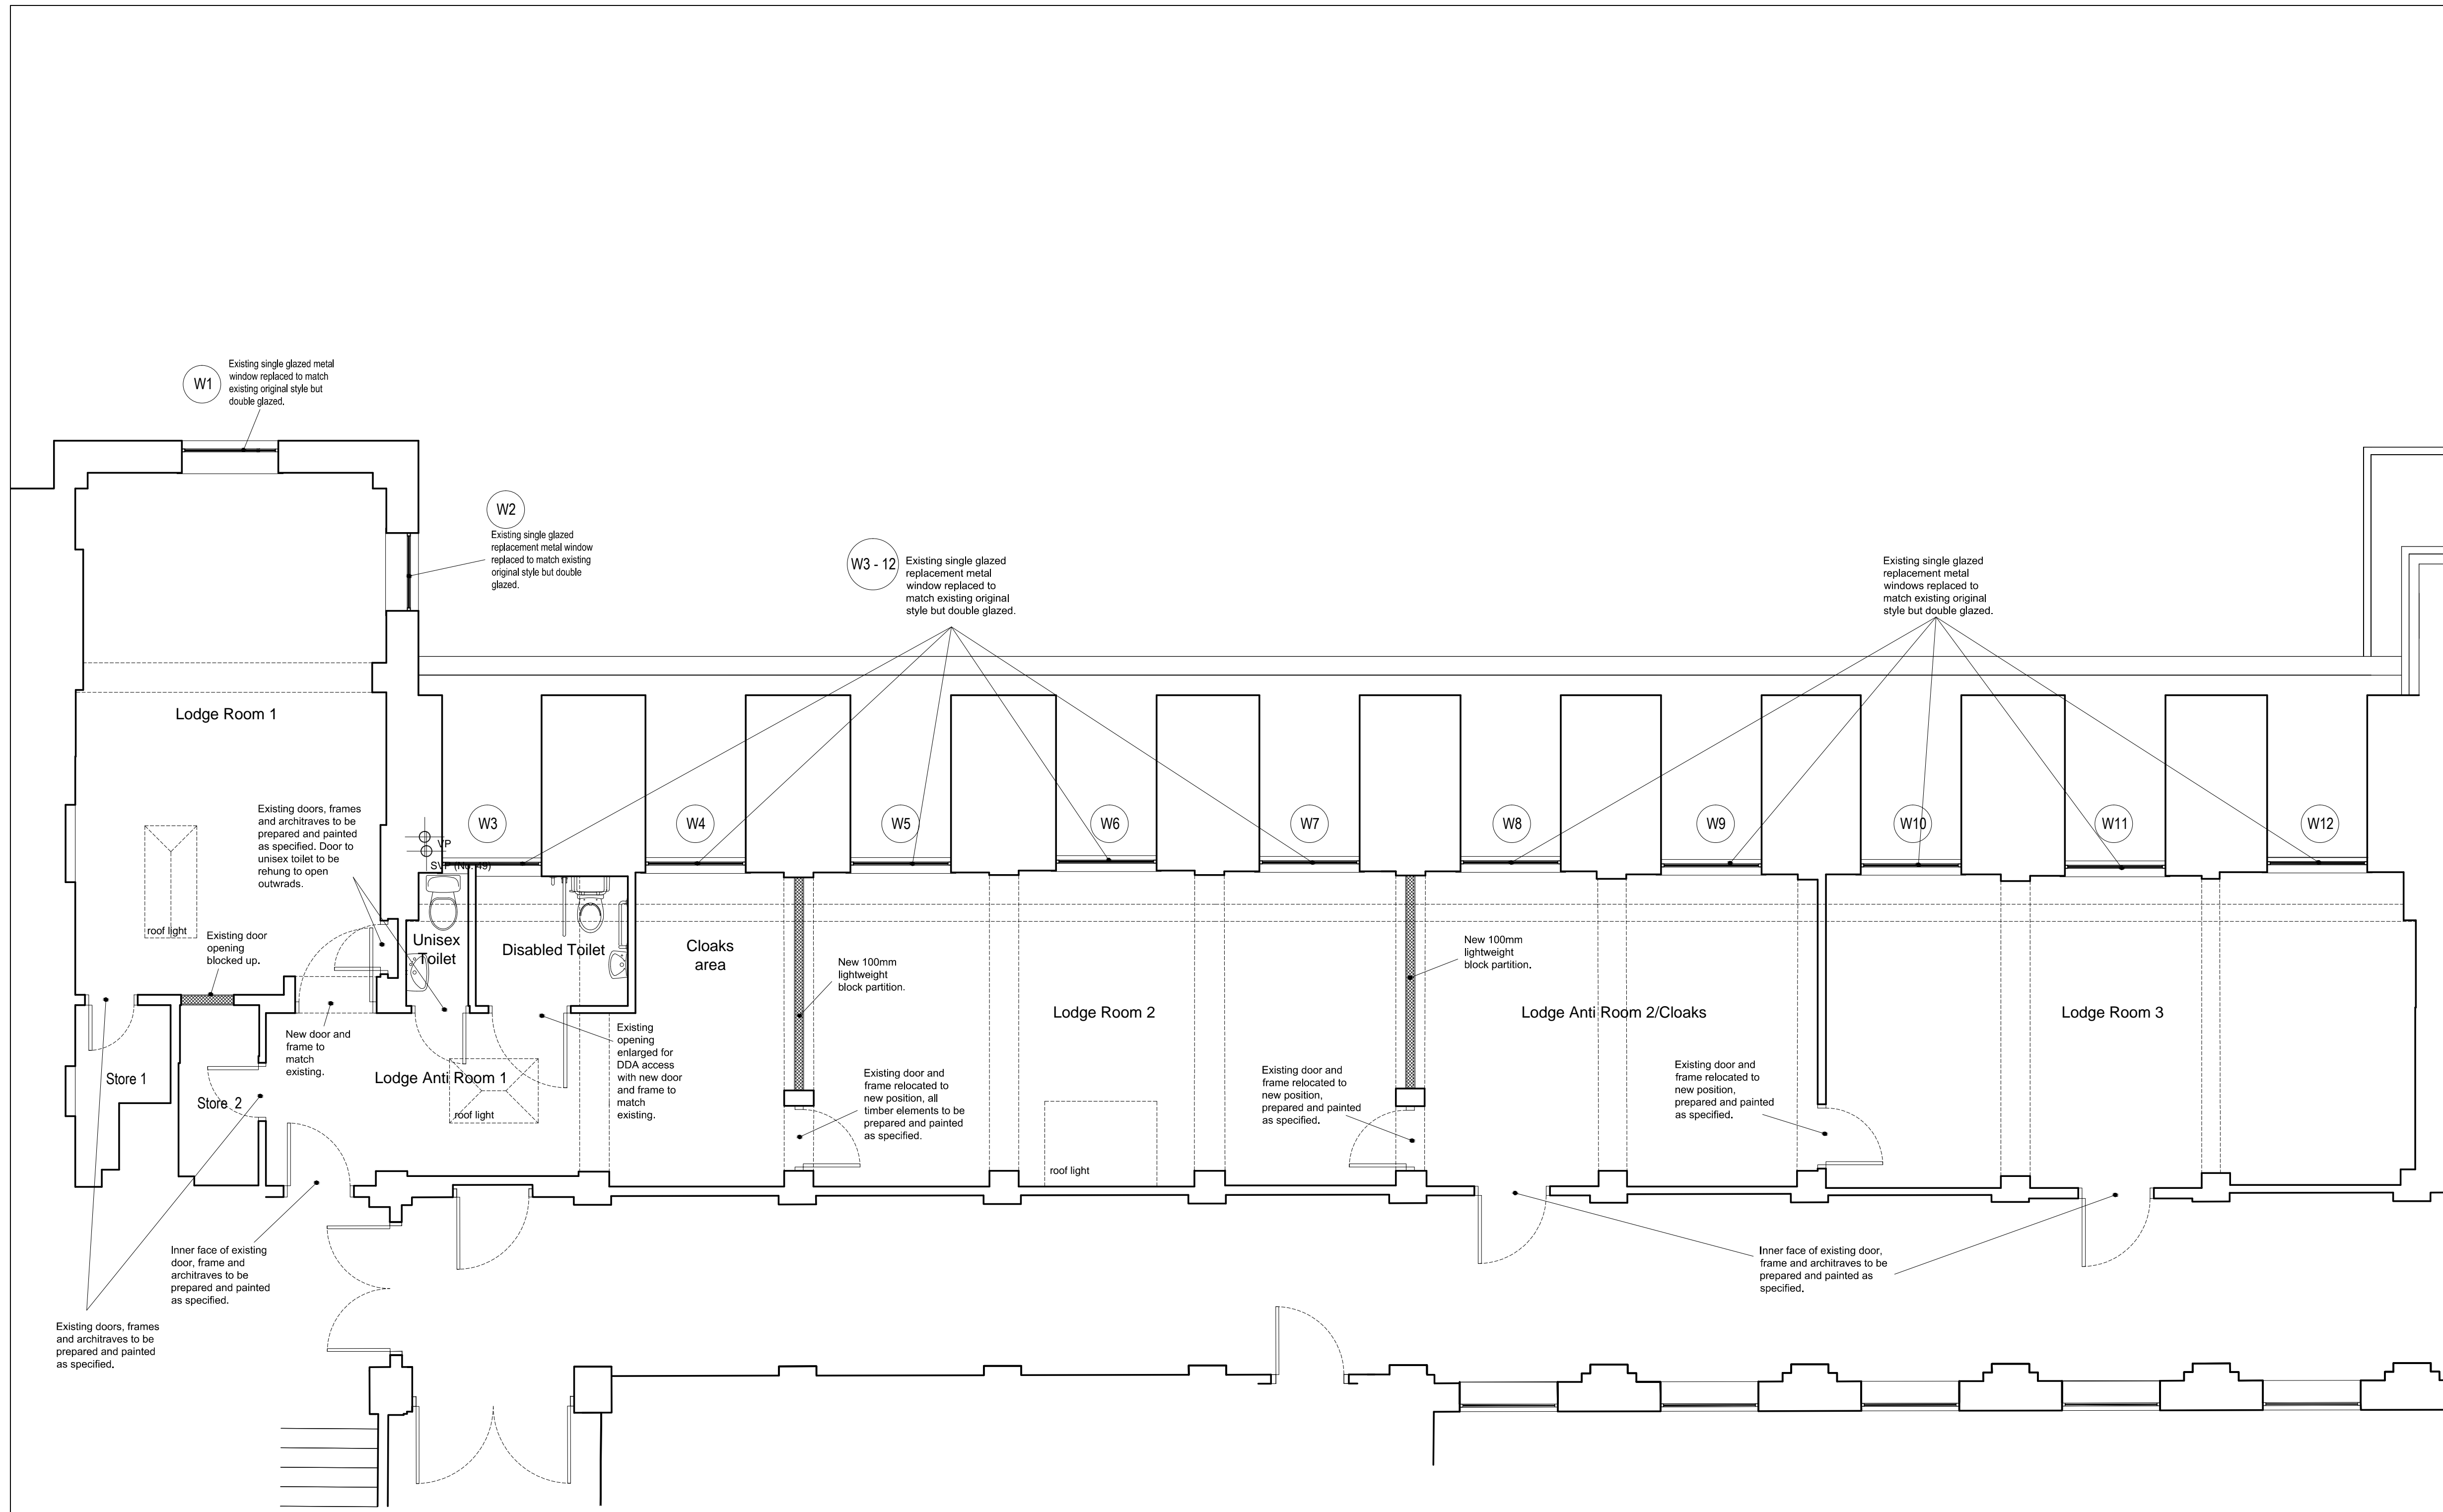 W1
Existing single glazed metal
window replaced to match
existing original style but
double glazed.
W2
Existing single glazed
replacement metal window
replaced to match existing
original style but double
glazed.
W3 - 12
Existing single glazed
replacement metal
window replaced to
match existing original
style but double glazed.
Existing single glazed
replacement metal
windows replaced to
match existing original
style but double glazed.
Lodge Room 1
Existing doors, frames
and architraves to be
prepared and painted
as specified. Door to
unisex toilet to be
rehung to open
outwrads.
VP
SVP (No. 49)
W3
W4
W5
W6
W7
W8
W9
W10
W11
W12
roof light
Existing door
opening
blocked up.
Unisex
Toilet
Disabled Toilet
Cloaks
area
New 100mm
lightweight
block partition.
New 100mm
lightweight
block partition.
Lodge Room 2
Lodge Anti Room 2/Cloaks
Lodge Room 3
New door and
frame to
match
existing.
Existing
opening
enlarged for
DDA access
with new door
and frame to
match
existing.
Store 1
Store 2
Lodge Anti Room 1
roof light
Existing door and
frame relocated to
new position, all
timber elements to be
prepared and painted
as specified.
roof light
Existing door and
frame relocated to
new position,
prepared and painted
as specified.
Existing door and
frame relocated to
new position,
prepared and painted
as specified.
Inner face of existing
door, frame and
architraves to be
prepared and painted
as specified.
Inner face of existing door,
frame and architraves to be
prepared and painted as
specified.
Existing doors, frames
and architraves to be
prepared and painted
as specified.